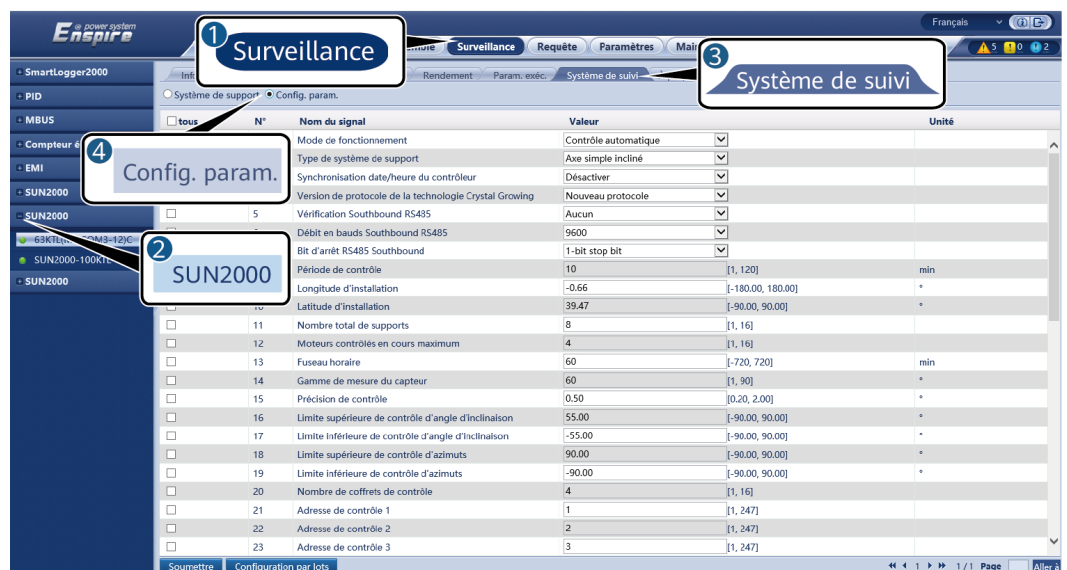 e power system
Enspire
Français
Surveillance Requête Paramètres
5 0 2
1 Surveillance
3 Système de suivi
4 Config. param.
2 SUN2000
Rendement Param. exéc. Système de suivi
Système de support Config. param.
SmartLogger2000
PID
MBUS
EMI
SUN2000
SUN2000
SUN2000
tous N° Nom du signal Valeur Unité
Mode de fonctionnement Contrôle automatique
Type de système de support Axe simple incliné
Synchronisation date/heure du contrôleur Désactiver
Version de protocole de la technologie Crystal Growing Nouveau protocole
5 Vérification Southbound RS485 Aucun
Débit en bauds Southbound RS485 9600
Bit d'arrêt RS485 Southbound 1-bit stop bit
Période de contrôle 10 [1, 120] min
Longitude d'installation -0.66 [-180.00, 180.00] °
Latitude d'installation 39.47 [-90.00, 90.00] °
11 Nombre total de supports 8 [1, 16]
12 Moteurs contrôlés en cours maximum 4 [1, 16]
13 Fuseau horaire 60 [-720, 720] min
14 Gamme de mesure du capteur 60 [1, 90] °
15 Précision de contrôle 0.50 [0.20, 2.00] °
16 Limite supérieure de contrôle d'angle d'inclinaison 55.00 [-90.00, 90.00] °
17 Limite inférieure de contrôle d'angle d'inclinaison -55.00 [-90.00, 90.00] °
18 Limite supérieure de contrôle d'azimuts 90.00 [-90.00, 90.00] °
19 Limite inférieure de contrôle d'azimuts -90.00 [-90.00, 90.00] °
20 Nombre de coffrets de contrôle 4 [1, 16]
21 Adresse de contrôle 1 1 [1, 247]
22 Adresse de contrôle 2 2 [1, 247]
23 Adresse de contrôle 3 3 [1, 247]
Soumettre Configuration par lots 1 1/1 Page Aller à